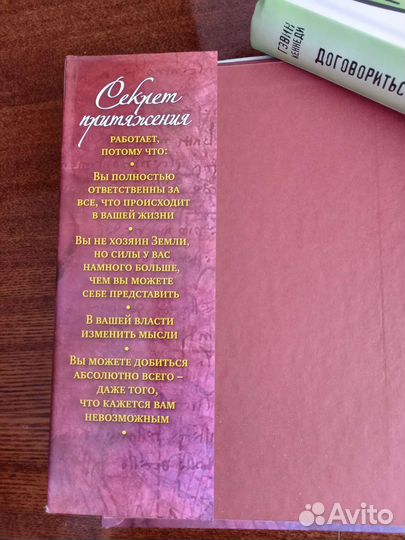 Секрет
притяжения
РАБОТАЕТ,
ПОТОМУ ЧТО:
•
ВЫ ПОЛНОСТЬЮ
ОТВЕТСТВЕННЫ ЗА
ВСЕ, ЧТО ПРОИСХОДИТ
В ВАШЕЙ ЖИЗНИ
•
ВЫ НЕ ХОЗЯИН ЗЕМЛИ,
НО СИЛЫ У ВАС
НАМНОГО БОЛЬШЕ,
ЧЕМ ВЫ МОЖЕТЕ
СЕБЕ ПРЕДСТАВИТЬ
•
В ВАШЕЙ ВЛАСТИ
ИЗМЕНИТЬ МЫСЛИ
•
ВЫ МОЖЕТЕ ДОБИТЬСЯ
АБСОЛЮТНО ВСЕГО –
ДАЖЕ ТОГО,
ЧТО КАЖЕТСЯ ВАМ
НЕВОЗМОЖНЫМ
•
ГЭВИН
КЕННЕДИ
ДОГОВОРИТЬС
Avito